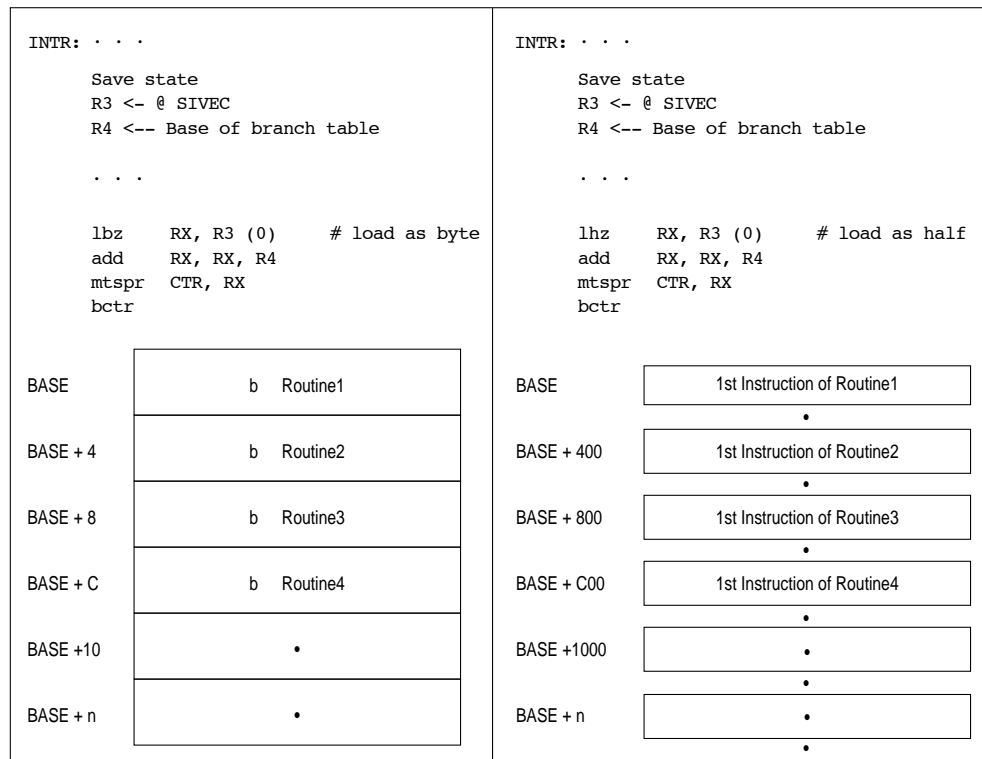 INTR: · · ·
Save state
R3 <- @ SIVEC
R4 <-- Base of branch table
. . .
lbz RX, R3 (0) # load as byte
add RX, RX, R4
mtspr CTR, RX
bctr
BASE b Routine1
BASE + 4 b Routine2
BASE + 8 b Routine3
BASE + C b Routine4
BASE +10 •
BASE + n •
INTR: · · ·
Save state
R3 <- @ SIVEC
R4 <-- Base of branch table
. . .
lhz RX, R3 (0) # load as half
add RX, RX, R4
mtspr CTR, RX
bctr
BASE 1st Instruction of Routine1
•
BASE + 400 1st Instruction of Routine2
•
BASE + 800 1st Instruction of Routine3
•
BASE + C00 1st Instruction of Routine4
•
BASE +1000 •
•
BASE + n •
•